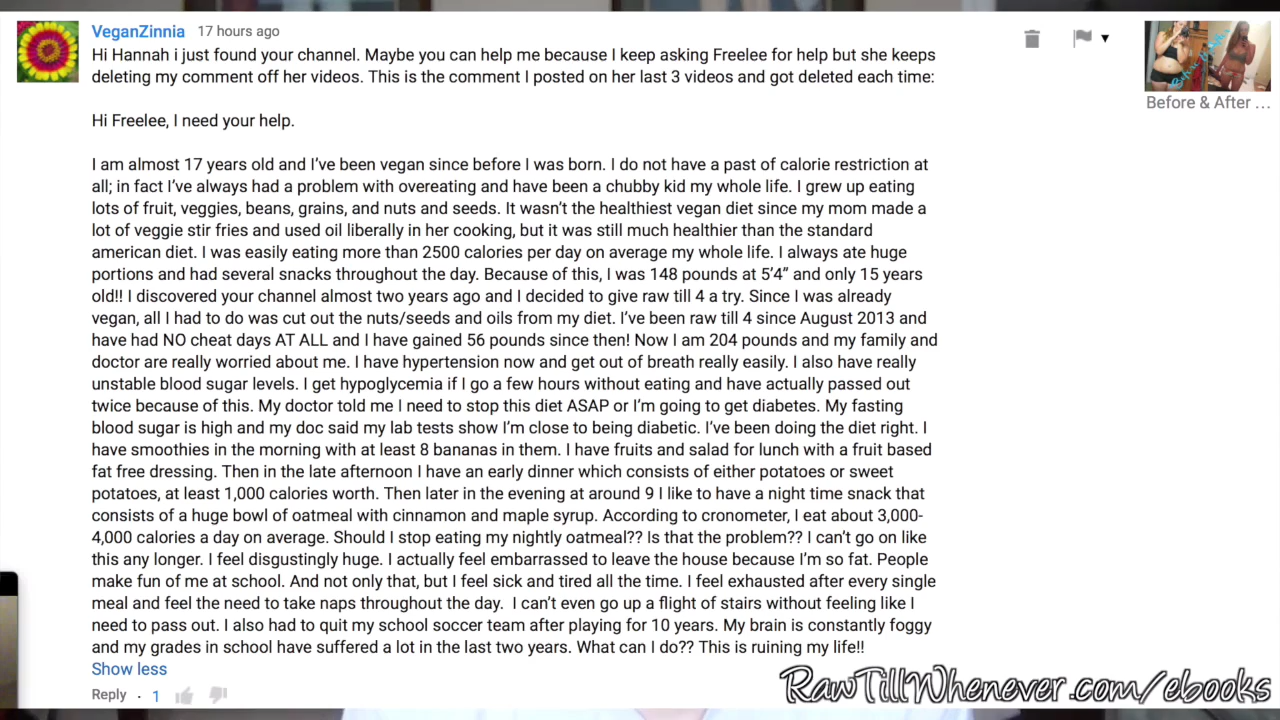 VeganZinnia 17 hours ago
Hi Hannah i just found your channel. Maybe you can help me because I keep asking Freelee for help but she keeps
deleting my comment off her videos. This is the comment I posted on her last 3 videos and got deleted each time:
Hi Freelee, I need your help.
I am almost 17 years old and I've been vegan since before I was born. I do not have a past of calorie restriction at
all; in fact I've always had a problem with overeating and have been a chubby kid my whole life. I grew up eating
lots of fruit, veggies, beans, grains, and nuts and seeds. It wasn't the healthiest vegan diet since my mom made a
lot of veggie stir fries and used oil liberally in her cooking, but it was still much healthier than the standard
american diet. I was easily eating more than 2500 calories per day on average my whole life. I always ate huge
portions and had several snacks throughout the day. Because of this, I was 148 pounds at 5'4” and only 15 years
old!! I discovered your channel almost two years ago and I decided to give raw till 4 a try. Since I was already
vegan, all I had to do was cut out the nuts/seeds and oils from my diet. I've been raw till 4 since August 2013 and
have had NO cheat days AT ALL and I have gained 56 pounds since then! Now I am 204 pounds and my family and
doctor are really worried about me. I have hypertension now and get out of breath really easily. I also have really
unstable blood sugar levels. I get hypoglycemia if I go a few hours without eating and have actually passed out
twice because of this. My doctor told me I need to stop this diet ASAP or I'm going to get diabetes. My fasting
blood sugar is high and my doc said my lab tests show I'm close to being diabetic. I've been doing the diet right. I
have smoothies in the morning with at least 8 bananas in them. I have fruits and salad for lunch with a fruit based
fat free dressing. Then in the late afternoon I have an early dinner which consists of either potatoes or sweet
potatoes, at least 1,000 calories worth. Then later in the evening at around 9 I like to have a night time snack that
consists of a huge bowl of oatmeal with cinnamon and maple syrup. According to cronometer, I eat about 3,000-
4,000 calories a day on average. Should I stop eating my nightly oatmeal?? Is that the problem?? I can't go on like
this any longer. I feel disgustingly huge. I actually feel embarrassed to leave the house because I'm so fat. People
make fun of me at school. And not only that, but I feel sick and tired all the time. I feel exhausted after every single
meal and feel the need to take naps throughout the day.  I can't even go up a flight of stairs without feeling like I
need to pass out. I also had to quit my school soccer team after playing for 10 years. My brain is constantly foggy
and my grades in school have suffered a lot in the last two years. What can I do?? This is ruining my life!!
Show less
Reply · 1
Before & After ...
RawTillWhenever.com/ebooks